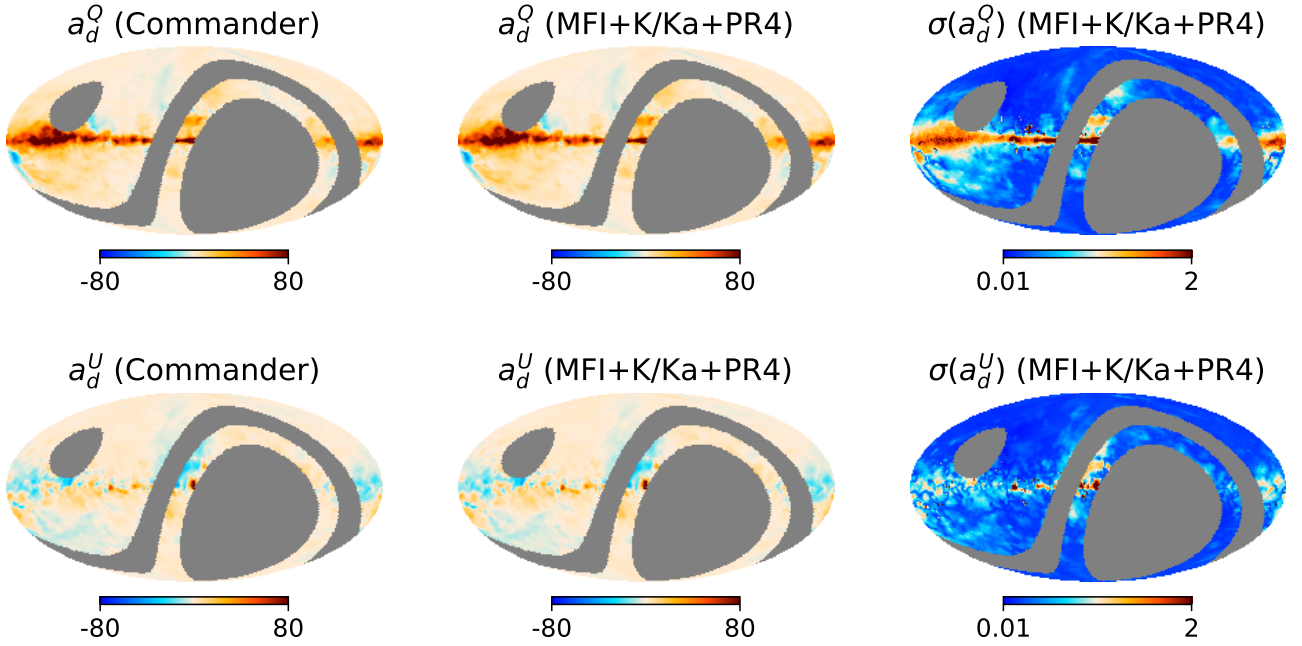 a_d^Q (Commander) a_d^Q (MFI+K/Ka+PR4) σ(a_d^Q) (MFI+K/Ka+PR4)
-80 80 -80 80 0.01 2
a_d^U (Commander) a_d^U (MFI+K/Ka+PR4) σ(a_d^U) (MFI+K/Ka+PR4)
-80 80 -80 80 0.01 2